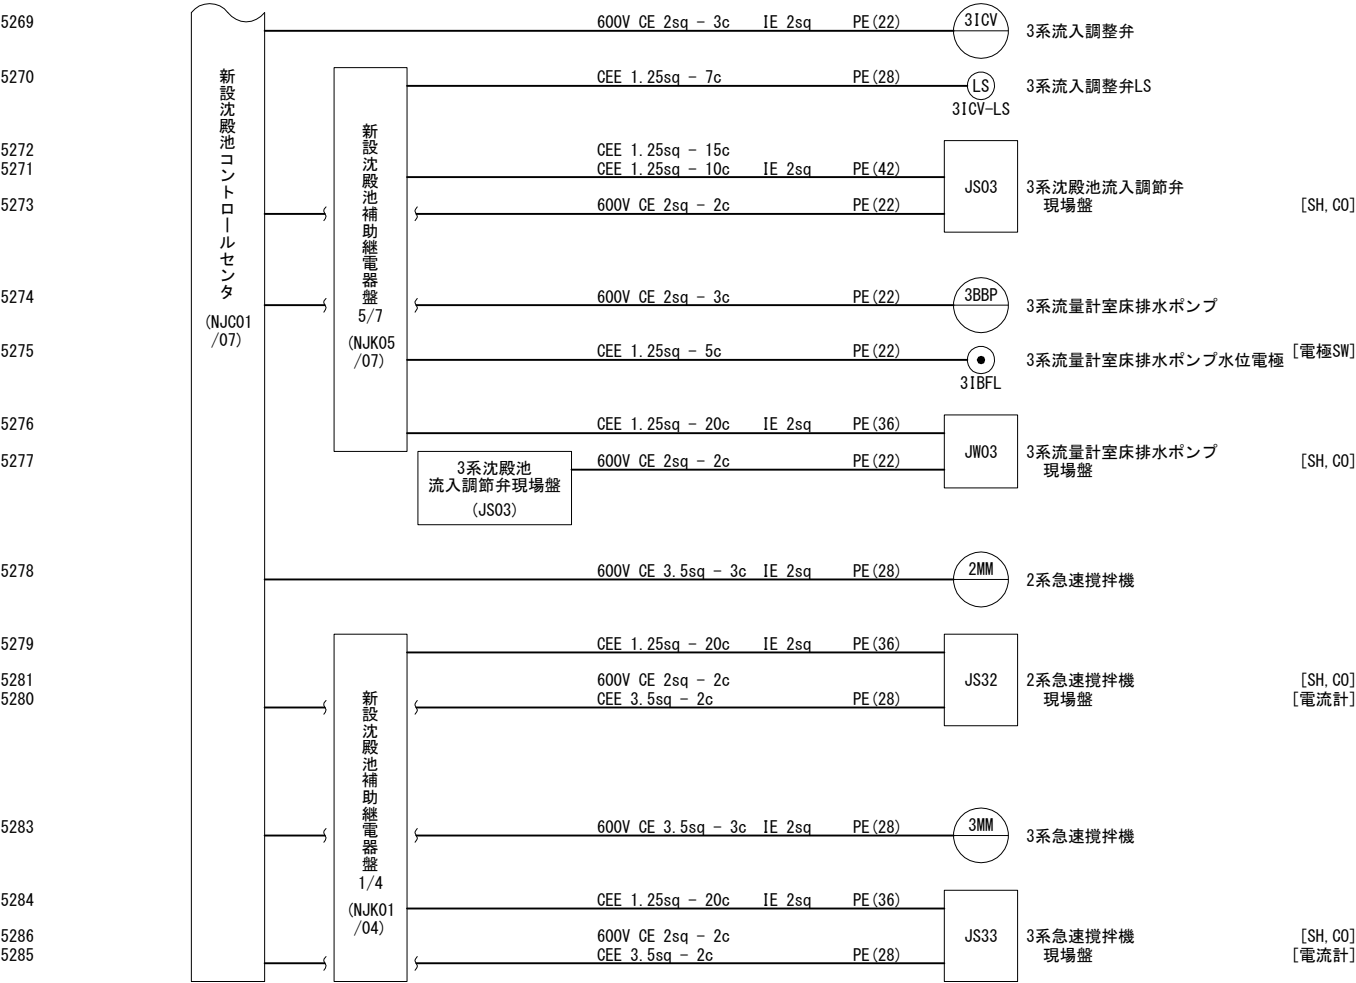 5269 600V CE 2sq - 3c IE 2sq PE(22) 3ICV 3系流入調整弁
5270 CEE 1.25sq - 7c PE(28) LS 3系流入調整弁LS
3ICV-LS
新設沈殿池コントロールセンタ
(NJC01
/07)
新設沈殿池補助継電器盤
5/7
(NJK05
/07)
5272 CEE 1.25sq - 15c
5271 CEE 1.25sq - 10c IE 2sq PE(42)
JS03 3系沈殿池流入調節弁
現場盤
5273 600V CE 2sq - 2c PE(22) [SH,CO]
5274 600V CE 2sq - 3c PE(22) 3BBP 3系流量計室床排水ポンプ
5275 CEE 1.25sq - 5c PE(22) 3系流量計室床排水ポンプ水位電極 [電極SW]
3IBFL
5276 CEE 1.25sq - 20c IE 2sq PE(36)
JW03 3系流量計室床排水ポンプ
現場盤
5277 600V CE 2sq - 2c PE(22) [SH,CO]
3系沈殿池
流入調節弁現場盤
(JS03)
5278 600V CE 3.5sq - 3c IE 2sq PE(28) 2MM 2系急速撹拌機
5279 CEE 1.25sq - 20c IE 2sq PE(36)
新設沈殿池補助継電器盤
1/4
(NJK01
/04)
5281 600V CE 2sq - 2c JS32 2系急速撹拌機 [SH,CO]
5280 CEE 3.5sq - 2c PE(28) 現場盤 [電流計]
5283 600V CE 3.5sq - 3c IE 2sq PE(28) 3MM 3系急速撹拌機
5284 CEE 1.25sq - 20c IE 2sq PE(36)
5286 600V CE 2sq - 2c JS33 3系急速撹拌機 [SH,CO]
5285 CEE 3.5sq - 2c PE(28) 現場盤 [電流計]